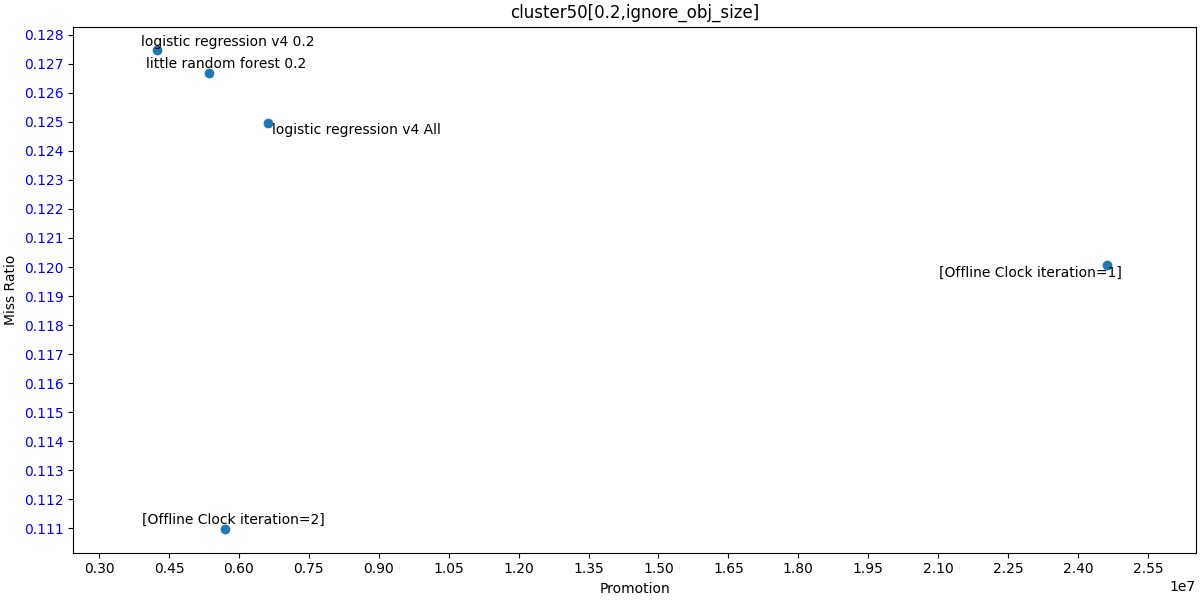 cluster50[0.2,ignore_obj_size]
0.128
0.127
0.126
0.125
0.124
0.123
0.122
0.121
0.120
0.119
0.118
0.117
0.116
0.115
0.114
0.113
0.112
0.111
Miss Ratio
logistic regression v4 0.2
little random forest 0.2
logistic regression v4 All
[Offline Clock iteration=1]
[Offline Clock iteration=2]
0.30 0.45 0.60 0.75 0.90 1.05 1.20 1.35 1.50 1.65 1.80 1.95 2.10 2.25 2.40 2.55
1e7
Promotion